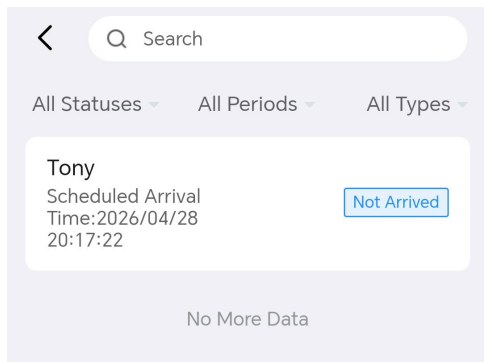 Search
All Statuses All Periods All Types
Tony
Scheduled Arrival
Time:2026/04/28
20:17:22
Not Arrived
No More Data